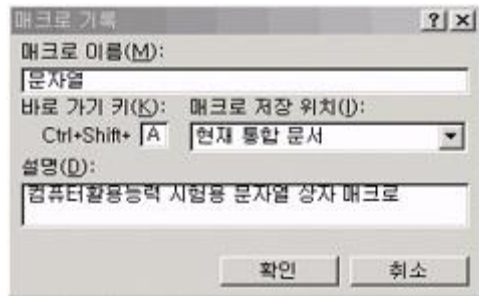 매크로 기록
매크로 이름(M):
문자열
바로 가기 키(K): 매크로 저장 위치(I):
Ctrl+Shift+ A 현재 통합 문서
설명(D):
컴퓨터활용능력 시험용 문자열 상자 매크로
확인 취소